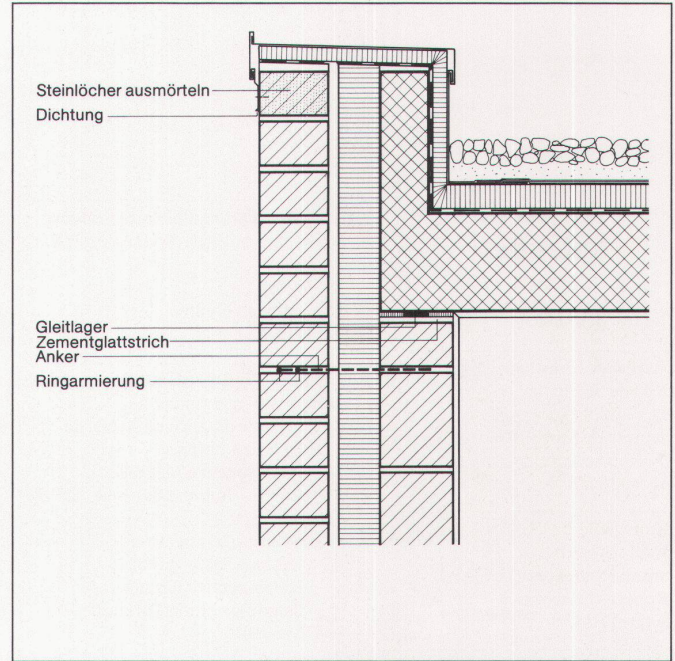 Steinlöcher ausmörteln
Dichtung
Gleitlager
Zementglattstrich
Anker
Ringarmierung